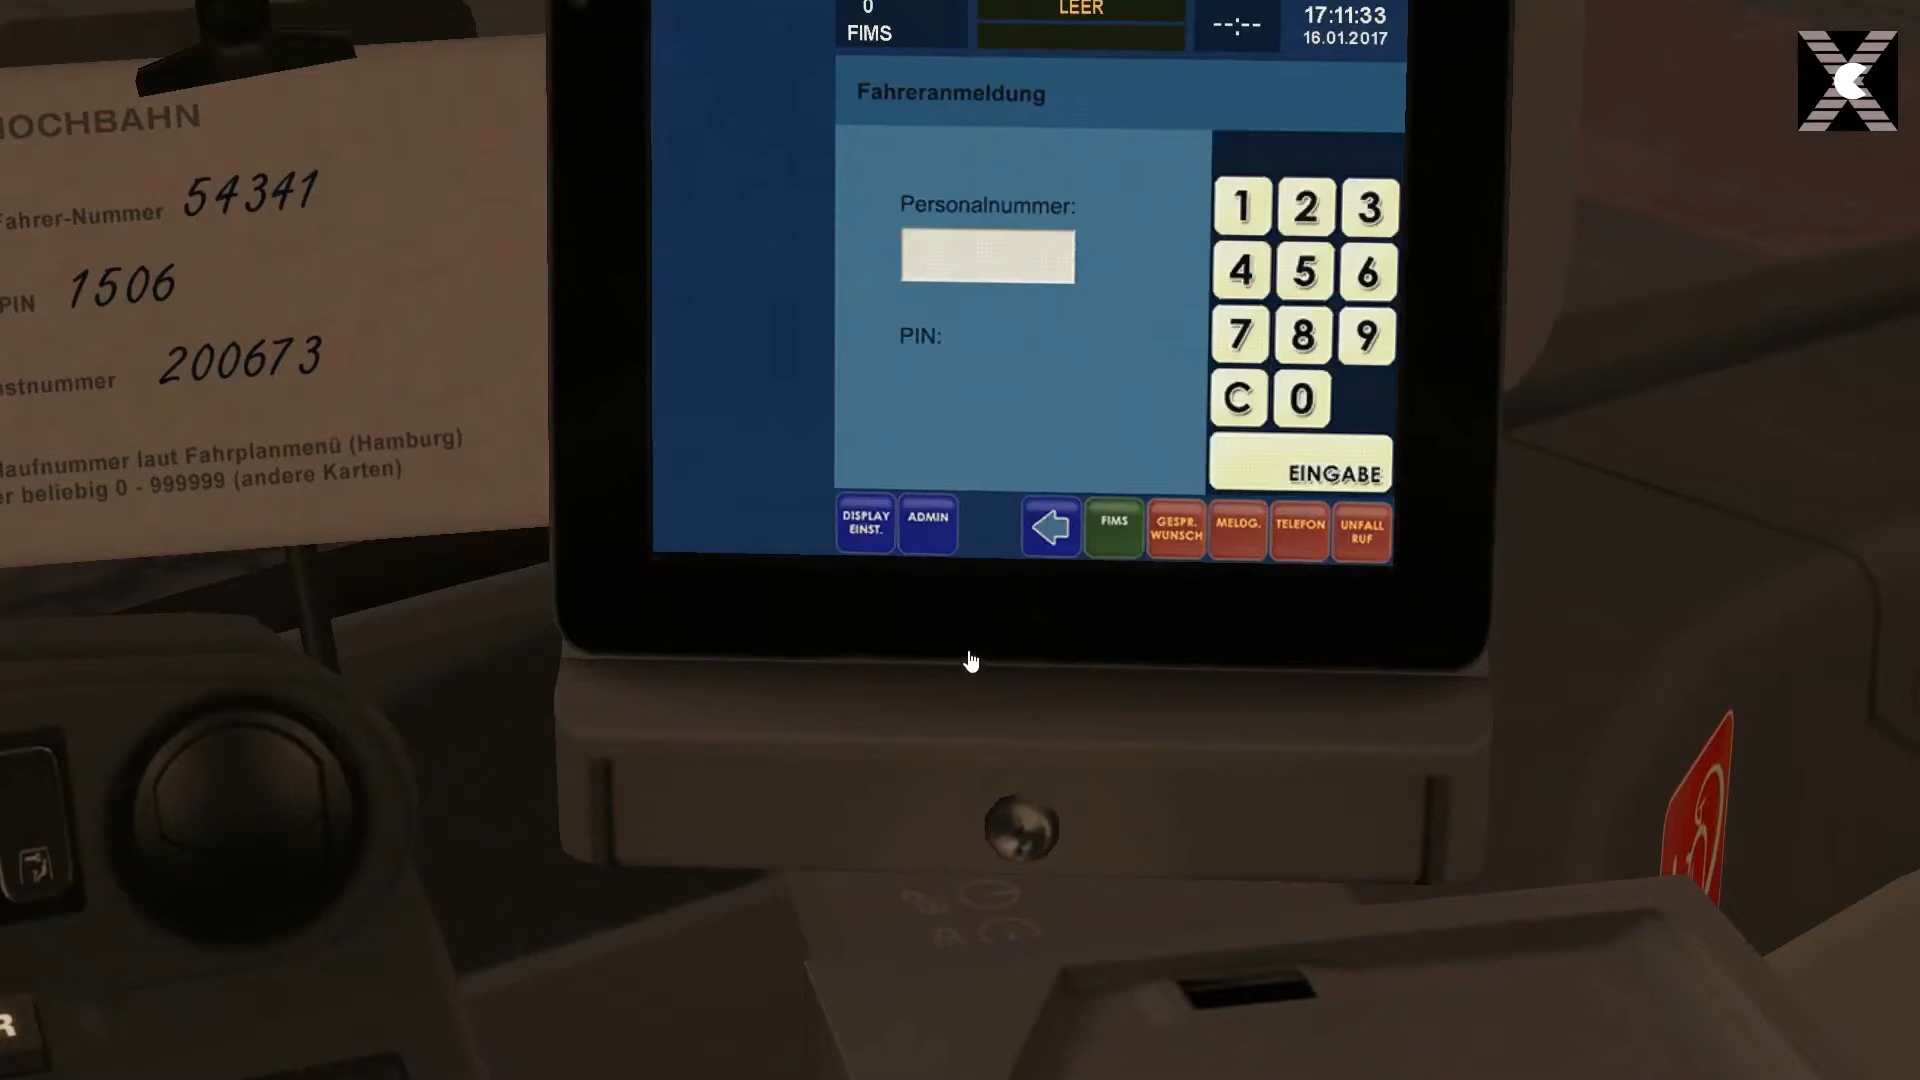 HOCHBAHN
Fahrer-Nummer 54341
PIN 1506
stnummer 200673
laufnummer laut Fahrplanmenü (Hamburg)
er beliebig 0 - 999999 (andere Karten)
0
FIMS
LEER
--:--
17:11:33
16.01.2017
Fahreranmeldung
Personalnummer:
PIN:
1 2 3
4 5 6
7 8 9
C 0
EINGABE
DISPLAY EINST.
ADMIN
FIMS
GESPR. WUNSCH
MELDG.
TELEFON
UNFALL RUF
R